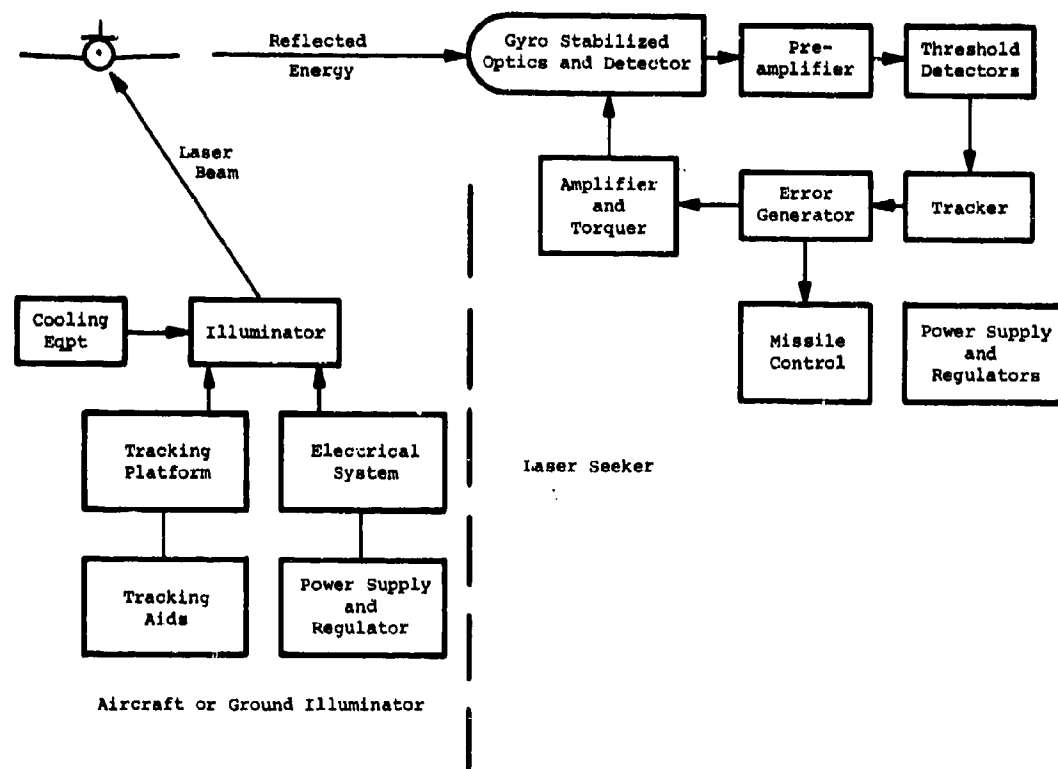 Reflected
Energy
Gyro Stabilized
Optics and Detector
Pre-
amplifier
Threshold
Detectors
Laser
Beam
Amplifier
and
Torquer
Error
Generator
Tracker
Cooling
Eqpt
Illuminator
Missile
Control
Power Supply
and
Regulators
Tracking
Platform
Electrical
System
Laser Seeker
Tracking
Aids
Power Supply
and
Regulator
Aircraft or Ground Illuminator